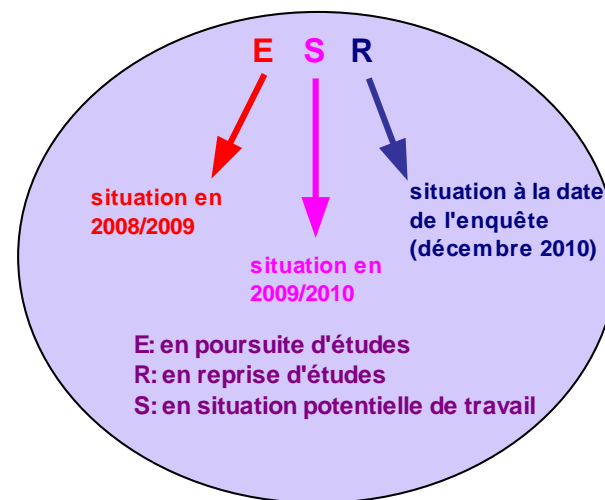 E S R
situation en
2008/2009
situation à la date
de l'enquête
(décembre 2010)
situation en
2009/2010
E: en poursuite d'études
R: en reprise d'études
S: en situation potentielle de travail